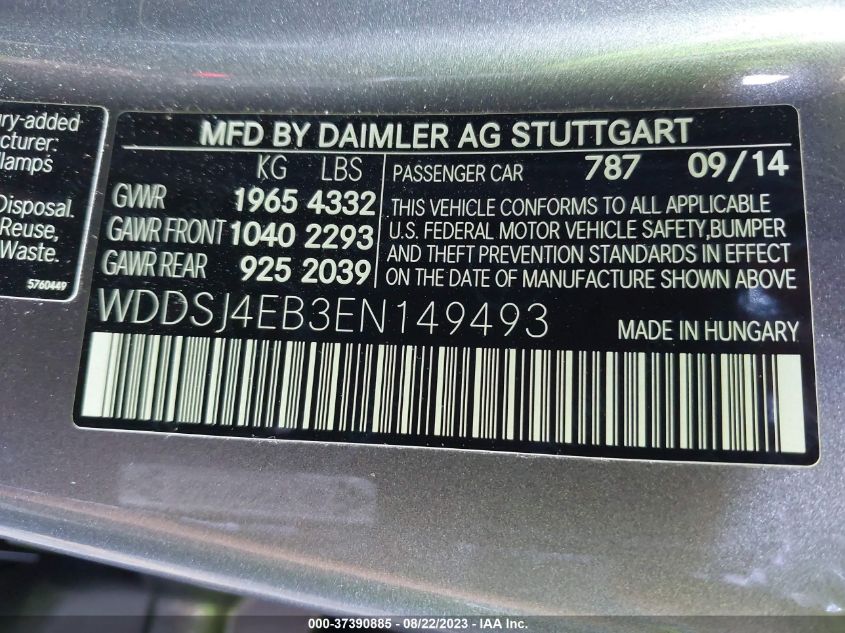 ry-added
cturer:
llamps
Disposal.
Reuse,
Waste.
5760449
MFD BY DAIMLER AG STUTTGART
KG LBS
GVWR 1965 4332
GAWR FRONT 1040 2293
GAWR REAR 925 2039
PASSENGER CAR 787 09/14
THIS VEHICLE CONFORMS TO ALL APPLICABLE
U.S. FEDERAL MOTOR VEHICLE SAFETY,BUMPER
AND THEFT PREVENTION STANDARDS IN EFFECT
ON THE DATE OF MANUFACTURE SHOWN ABOVE
WDDSJ4EB3EN149493 MADE IN HUNGARY
000-37390885 - 08/22/2023 - IAA Inc.